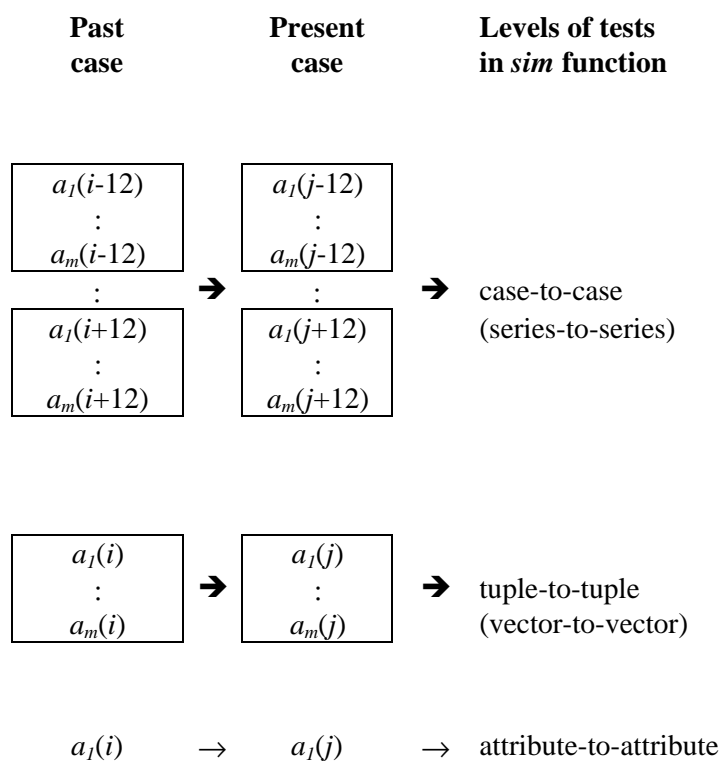 Past Present Levels of tests
case case in sim function
a₁(i-12) a₁(j-12)
: :
aₘ(i-12) aₘ(j-12)
: ➔ : ➔ case-to-case
a₁(i+12) a₁(j+12) (series-to-series)
: :
aₘ(i+12) aₘ(j+12)
a₁(i) a₁(j)
: ➔ : ➔ tuple-to-tuple
aₘ(i) aₘ(j) (vector-to-vector)
a₁(i) → a₁(j) → attribute-to-attribute